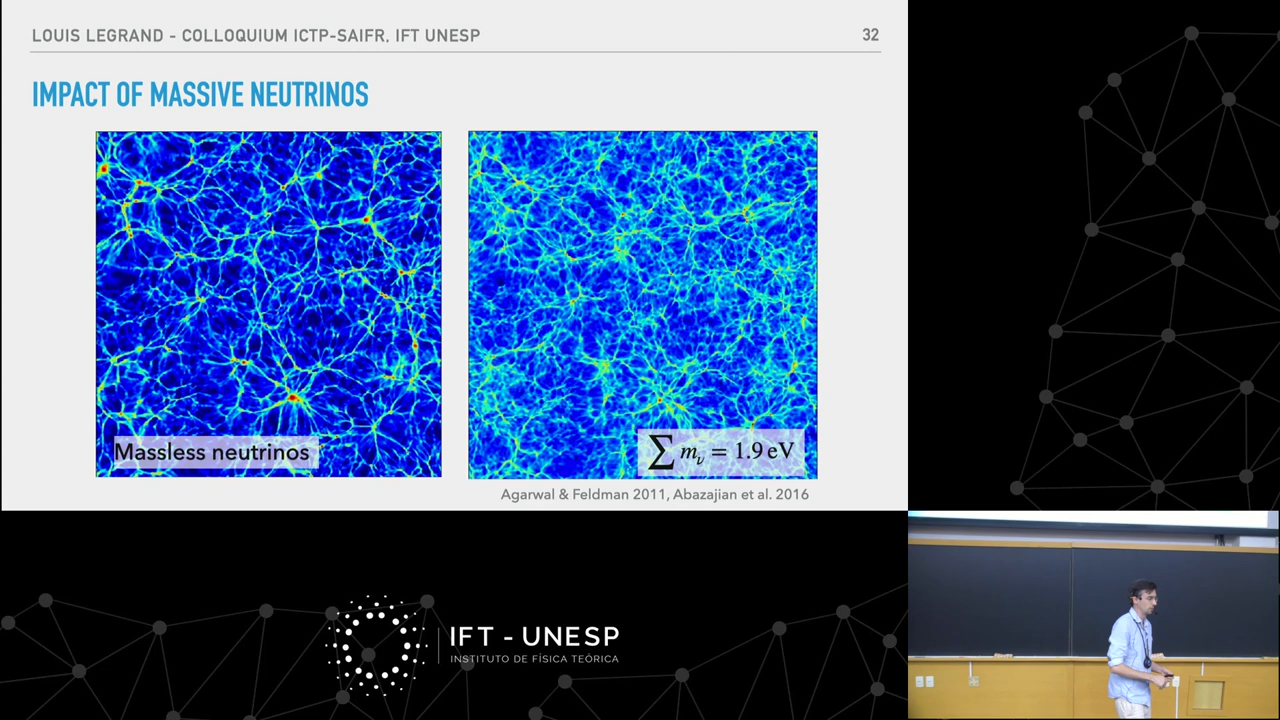 LOUIS LEGRAND - COLLOQUIUM ICTP-SAIFR, IFT UNESP
32
IMPACT OF MASSIVE NEUTRINOS
Massless neutrinos
∑ mᵥ = 1.9 eV
Agarwal & Feldman 2011, Abazajian et al. 2016
IFT - UNESP
INSTITUTO DE FÍSICA TEÓRICA